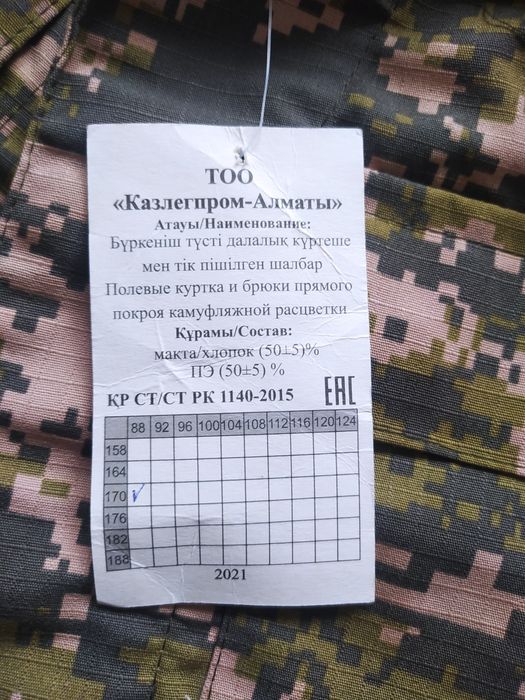 ТОО
«Казлегпром-Алматы»
Атауы/Наименование:
Бүркеніш түсті далалық күртеше
мен тік пішілген шалбар
Полевые куртка и брюки прямого
покроя камуфляжной расцветки
Құрамы/Состав:
мақта/хлопок (50±5)%
ПЭ (50±5) %
ҚР СТ/СТ РК 1140-2015 ЕАС
88 92 96 100 104 108 112 116 120 124
158
164
170
176
182
188
2021